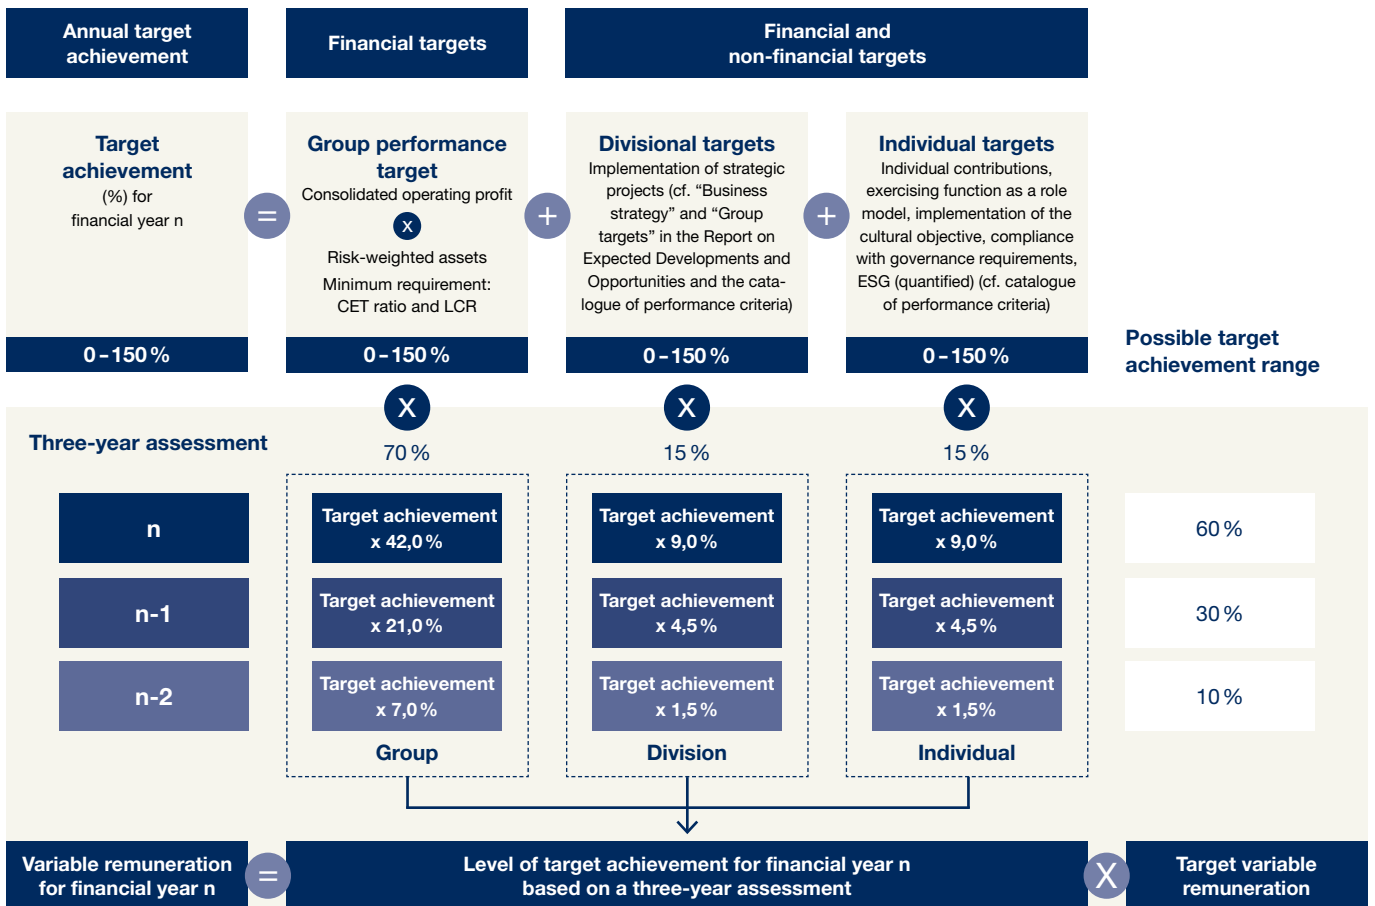 Annual target
achievement
Financial targets
Financial and
non-financial targets
Target
achievement
(%) for
financial year n
=
Group performance
target
Consolidated operating profit
x
Risk-weighted assets
Minimum requirement:
CET ratio and LCR
+
Divisional targets
Implementation of strategic
projects (cf. “Business
strategy” and “Group
targets” in the Report on
Expected Developments and
Opportunities and the cata-
logue of performance criteria)
+
Individual targets
Individual contributions,
exercising function as a role
model, implementation of the
cultural objective, compliance
with governance requirements,
ESG (quantified) (cf. catalogue
of performance criteria)
0 – 150 %
0 – 150 %
0 – 150 %
0 – 150 %
Possible target
achievement range
X
X
X
Three-year assessment
70 %
15 %
15 %
n
Target achievement
x 42,0 %
Target achievement
x 9,0 %
Target achievement
x 9,0 %
60 %
n-1
Target achievement
x 21,0 %
Target achievement
x 4,5 %
Target achievement
x 4,5 %
30 %
n-2
Target achievement
x 7,0 %
Target achievement
x 1,5 %
Target achievement
x 1,5%
10 %
Group
Division
Individual
Variable remuneration
for financial year n
=
Level of target achievement for financial year n
based on a three-year assessment
X
Target variable
remuneration